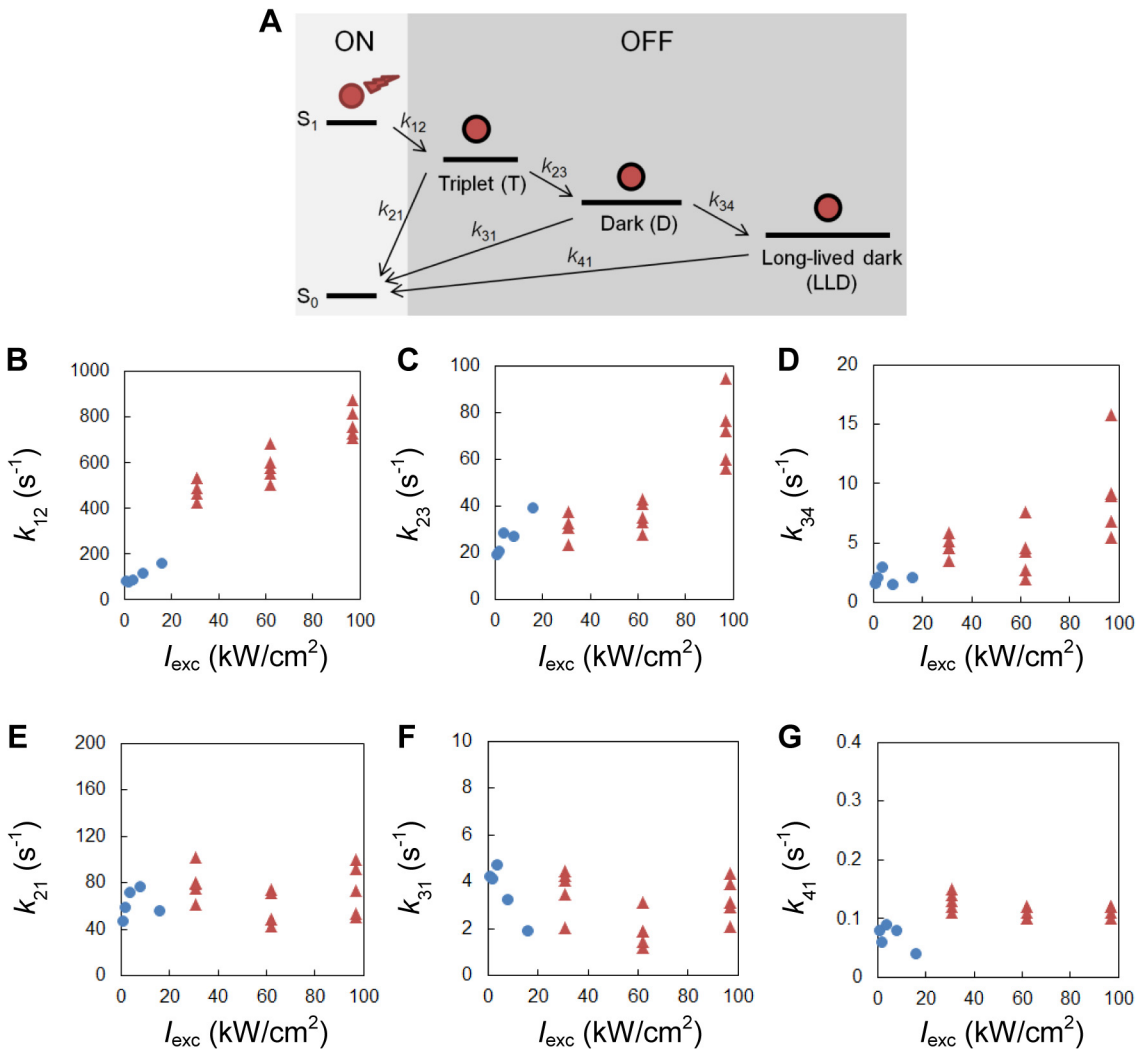 A
ON OFF
S₁
k₁₂
Triplet (T)
k₂₃
k₂₁
Dark (D)
k₃₄
k₃₁
k₄₁
Long-lived dark
(LLD)
S₀
B
1000
800
600
400
200
0
k₁₂ (s⁻¹)
0 20 40 60 80 100
I_exc (kW/cm²)
C
100
80
60
40
20
0
k₂₃ (s⁻¹)
0 20 40 60 80 100
I_exc (kW/cm²)
D
20
15
10
5
0
k₃₄ (s⁻¹)
0 20 40 60 80 100
I_exc (kW/cm²)
E
200
160
120
80
40
0
k₂₁ (s⁻¹)
0 20 40 60 80 100
I_exc (kW/cm²)
F
10
8
6
4
2
0
k₃₁ (s⁻¹)
0 20 40 60 80 100
I_exc (kW/cm²)
G
0.4
0.3
0.2
0.1
0
k₄₁ (s⁻¹)
0 20 40 60 80 100
I_exc (kW/cm²)